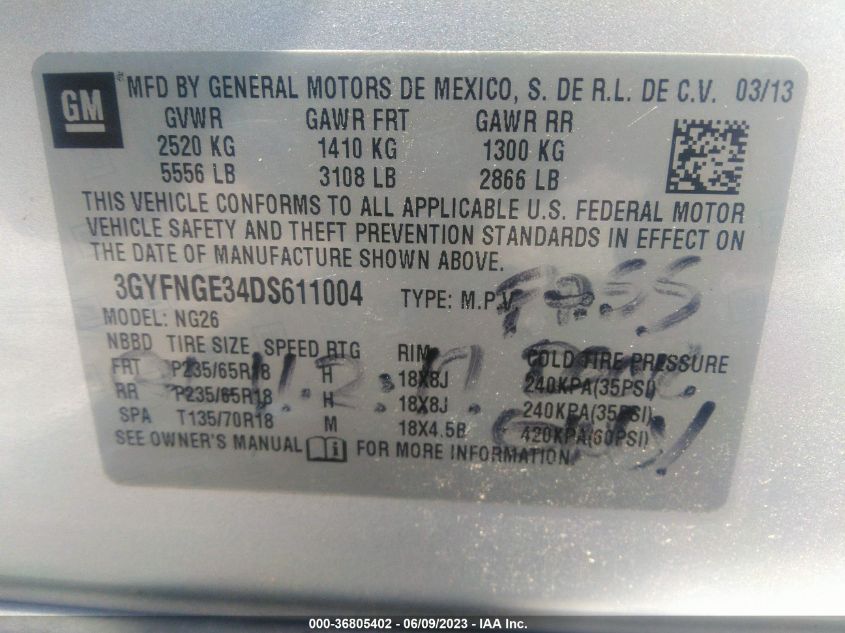 GM ® MFD BY GENERAL MOTORS DE MEXICO, S. DE R.L. DE C.V. 03/13
GVWR GAWR FRT GAWR RR
2520 KG 1410 KG 1300 KG
5556 LB 3108 LB 2866 LB
THIS VEHICLE CONFORMS TO ALL APPLICABLE U.S. FEDERAL MOTOR
VEHICLE SAFETY AND THEFT PREVENTION STANDARDS IN EFFECT ON
THE DATE OF MANUFACTURE SHOWN ABOVE.
3GYFNGE34DS611004 TYPE: M.P.V.
MODEL: NG26
NBBD TIRE SIZE, SPEED RTG RIM COLD TIRE PRESSURE
FRT P235/65R18 H 18X8J 240KPA(35PSI)
RR P235/65R18 H 18X8J 240KPA(35PSI)
SPA T135/70R18 M 18X4.5B 420KPA(60PSI)
SEE OWNER'S MANUAL FOR MORE INFORMATION.
000-36805402 - 06/09/2023 - IAA Inc.